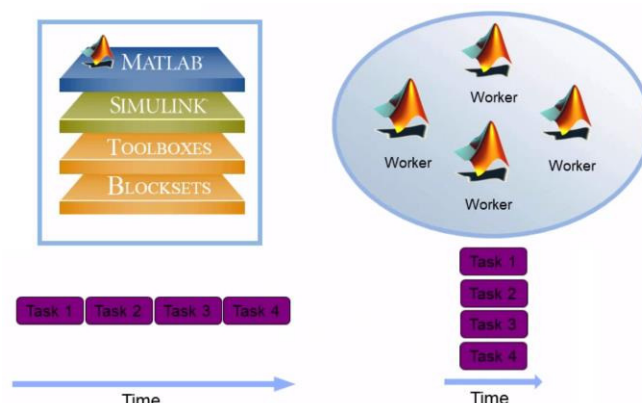 MATLAB
SIMULINK
TOOLBOXES
BLOCKSETS
Worker
Worker
Worker
Worker
Task 1 Task 2 Task 3 Task 4
Time
Task 1
Task 2
Task 3
Task 4
Time